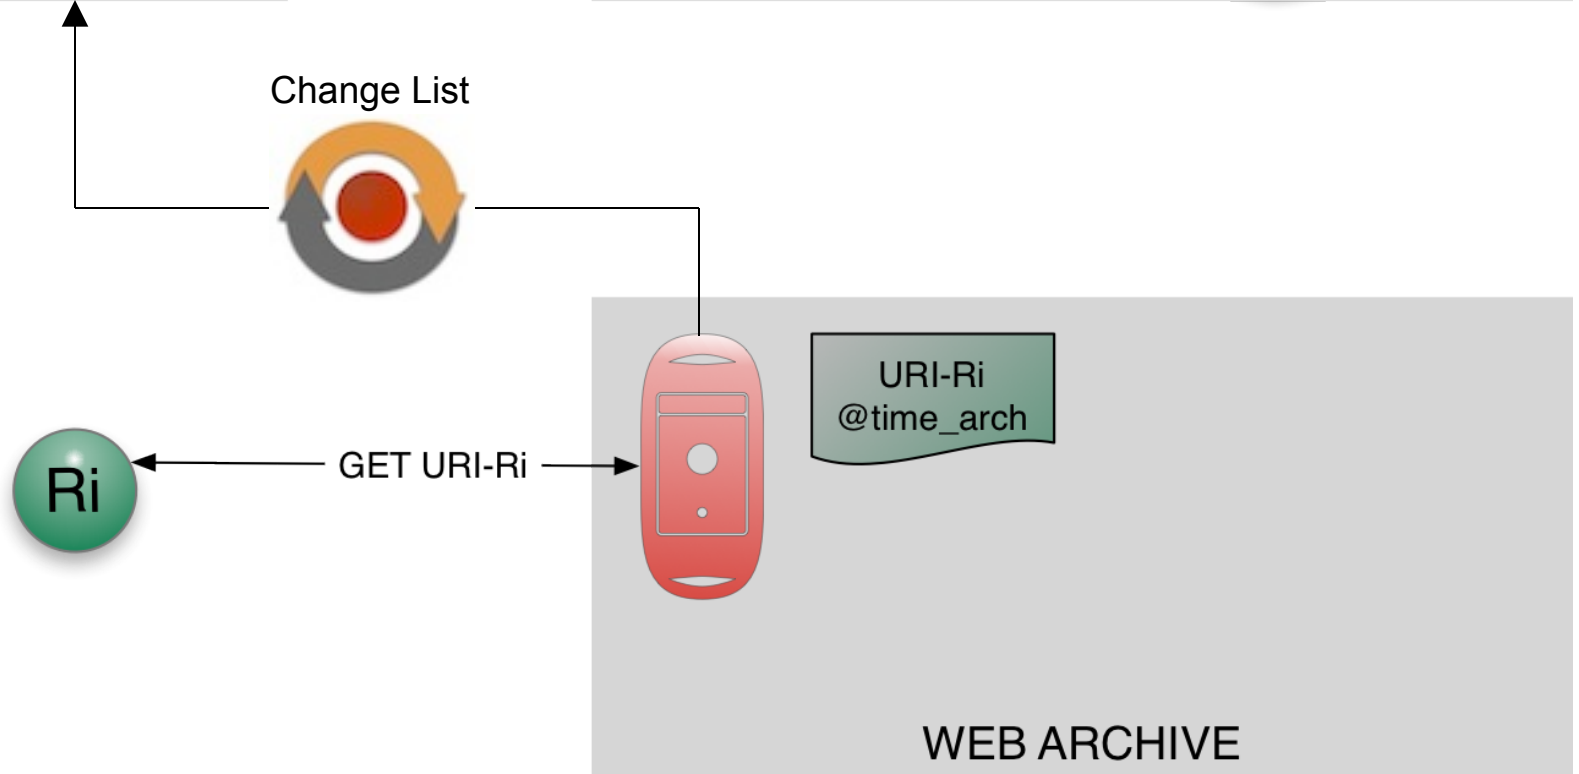 Change List
URI-Ri
@time_arch
GET URI-Ri
Ri
WEB ARCHIVE